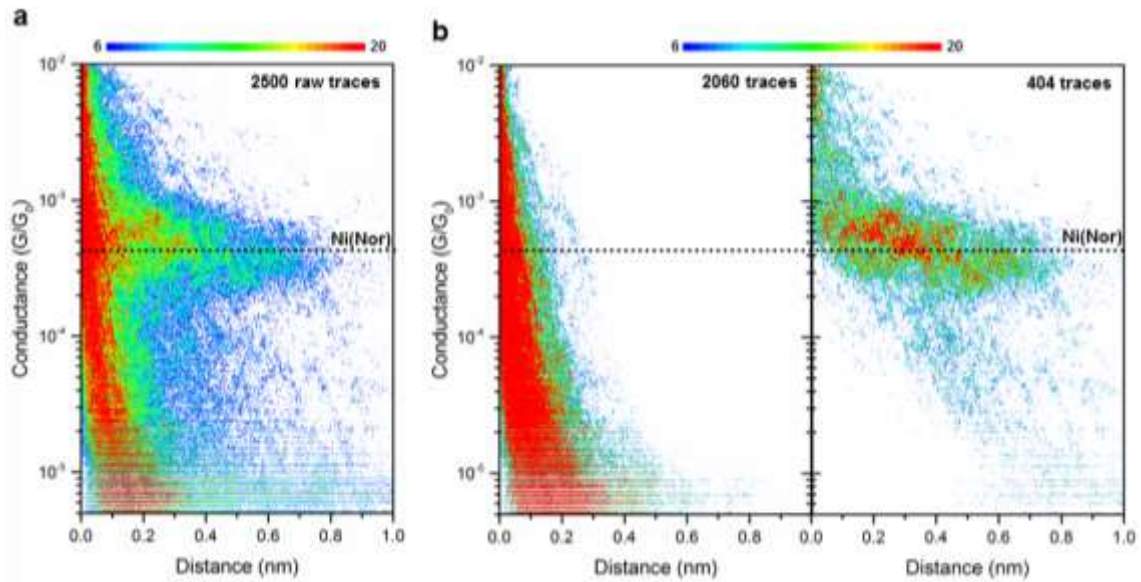 a
b
6
20
6
20
2500 raw traces
2060 traces
404 traces
10⁻²
10⁻³
10⁻⁴
10⁻⁵
Conductance (G/G₀)
Ni(Nor)
0.0 0.2 0.4 0.6 0.8 1.0
Distance (nm)
10⁻²
10⁻³
10⁻⁴
10⁻⁵
Conductance (G/G₀)
0.0 0.2 0.4 0.6 0.8
Distance (nm)
Ni(Nor)
0.0 0.2 0.4 0.6 0.8 1.0
Distance (nm)